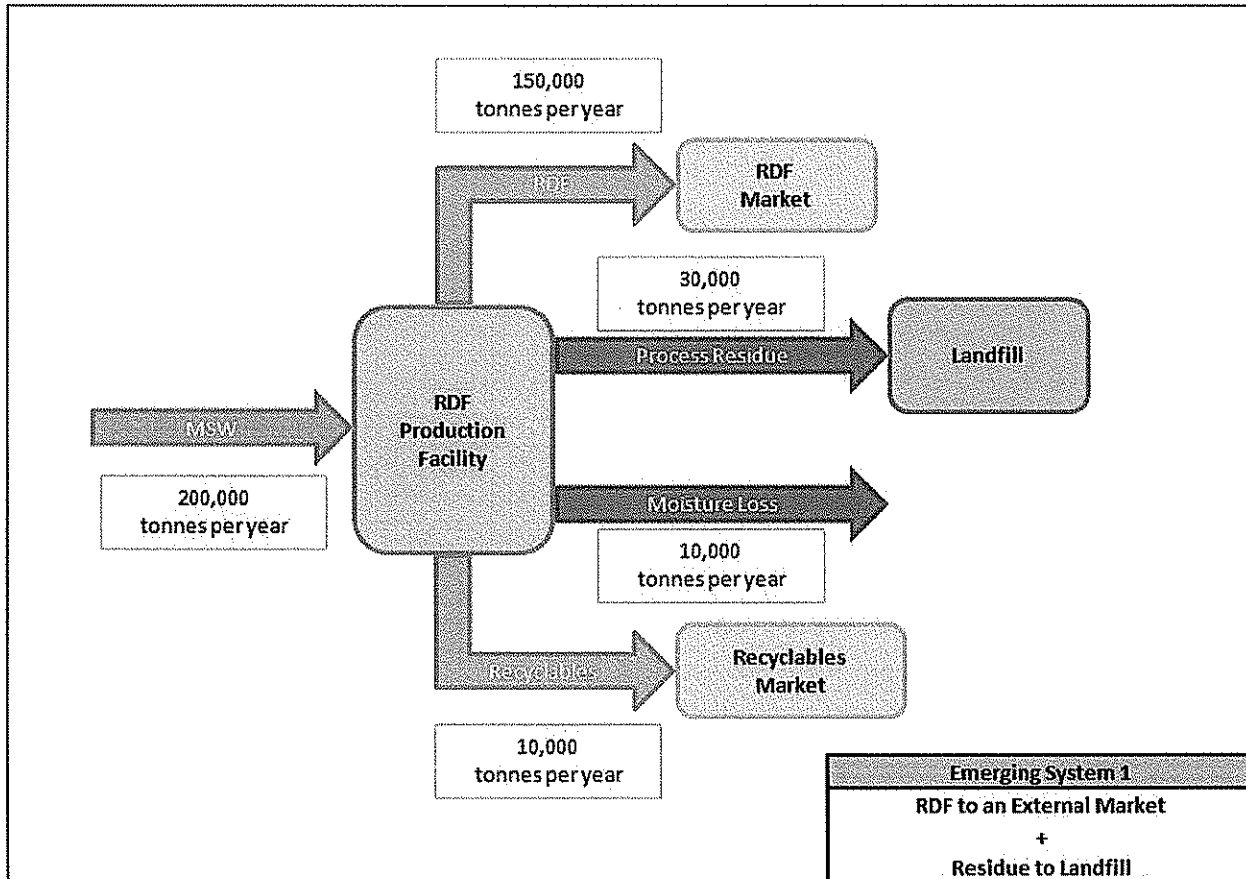 150,000
tonnes per year
RDF
RDF
Market
30,000
tonnes per year
Process Residue
Landfill
MSW
RDF
Production
Facility
200,000
tonnes per year
Moisture Loss
10,000
tonnes per year
Recyclables
Recyclables
Market
10,000
tonnes per year
Emerging System 1
RDF to an External Market
+
Residue to Landfill